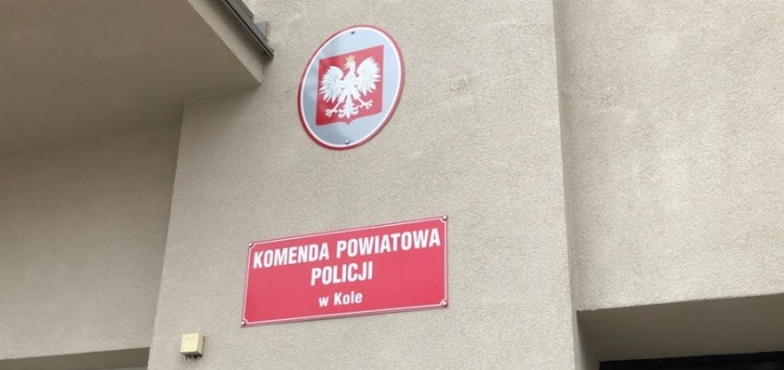 KOMENDA POWIATOWA
POLICJI
w Kole